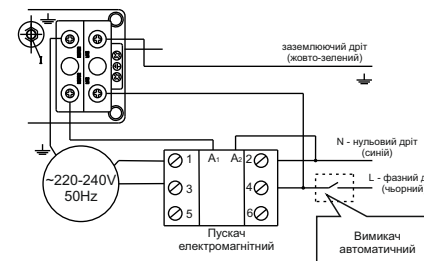 заземлюючий дріт
(жовто-зелений)
N - нульовий дріт
(синій)
1 A1 A2 2
~220-240V
50Hz
3 4
L - фазний д
(чорний
5 6
Пускач
електромагнітний
Вимикач
автоматичний